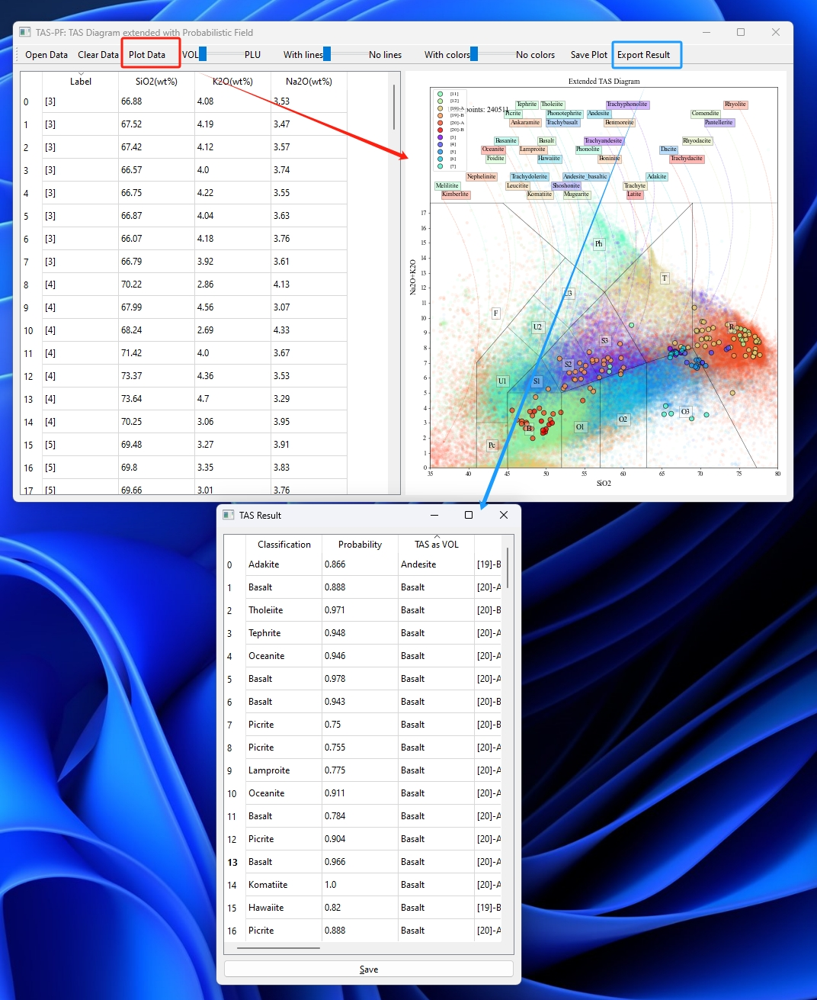 TAS-PF: TAS Diagram extended with Probabilistic Field
Open Data Clear Data Plot Data VOL PLU With lines No lines With colors No colors Save Plot Export Result
Label SiO2(wt%) K2O(wt%) Na2O(wt%)
0 [3] 66.88 4.08 3.53
1 [3] 67.52 4.19 3.47
2 [3] 67.42 4.12 3.57
3 [3] 66.57 4.0 3.74
4 [3] 66.75 4.22 3.55
5 [3] 66.87 4.04 3.63
6 [3] 66.07 4.18 3.76
7 [3] 66.79 3.92 3.61
8 [4] 70.22 2.86 4.13
9 [4] 67.99 4.56 3.07
10 [4] 68.24 2.69 4.33
11 [4] 71.42 4.0 3.67
12 [4] 73.37 4.36 3.53
13 [4] 73.64 4.7 3.29
14 [4] 70.25 3.06 3.95
15 [5] 69.48 3.27 3.91
16 [5] 69.8 3.35 3.83
17 [5] 69.66 3.01 3.76
Extended TAS Diagram
[11]
[12]
[19]-A
[19]-B
[20]-A
[20]-B
[3]
[4]
[5]
[6]
[7]
points: 240511
Tephrite Tholeiite Trachyphonolite Rhyolite
Picrite Phonotephrite Andesite Comendite
Ankaramite Trachybasalt Benmoreite Pantellerite
Basanite Basalt Trachyandesite Rhyodacite
Oceanite Lamproite Phonolite Dacite
Foidite Hawaiite Boninite Trachydacite
Nephelinite Trachydolerite Andesite_basaltic Adakite
Melilitite Leucitite Shoshonite Trachyte
Kimberlite Komatiite Mugearite Latite
Na2O+K2O
17
16
15
14
13
12
11
10
9
8
7
6
5
4
3
2
1
0
Ph
T
U3
F
U2
R
S3
S2
U1
S1
O3
O2
O1
B
Pc
35 40 45 50 55 60 65 70 75 80
SiO2
TAS Result
Classification Probability TAS as VOL
0 Adakite 0.866 Andesite [19]-B
1 Basalt 0.888 Basalt [20]-A
2 Tholeiite 0.971 Basalt [20]-B
3 Tephrite 0.948 Basalt [20]-A
4 Oceanite 0.946 Basalt [20]-A
5 Basalt 0.978 Basalt [20]-A
6 Basalt 0.943 Basalt [20]-B
7 Picrite 0.75 Basalt [20]-B
8 Picrite 0.755 Basalt [20]-A
9 Lamproite 0.775 Basalt [20]-A
10 Oceanite 0.911 Basalt [20]-A
11 Basalt 0.784 Basalt [20]-A
12 Picrite 0.904 Basalt [20]-A
13 Basalt 0.966 Basalt [20]-A
14 Komatiite 1.0 Basalt [20]-A
15 Hawaiite 0.82 Basalt [19]-B
16 Picrite 0.888 Basalt [20]-A
Save